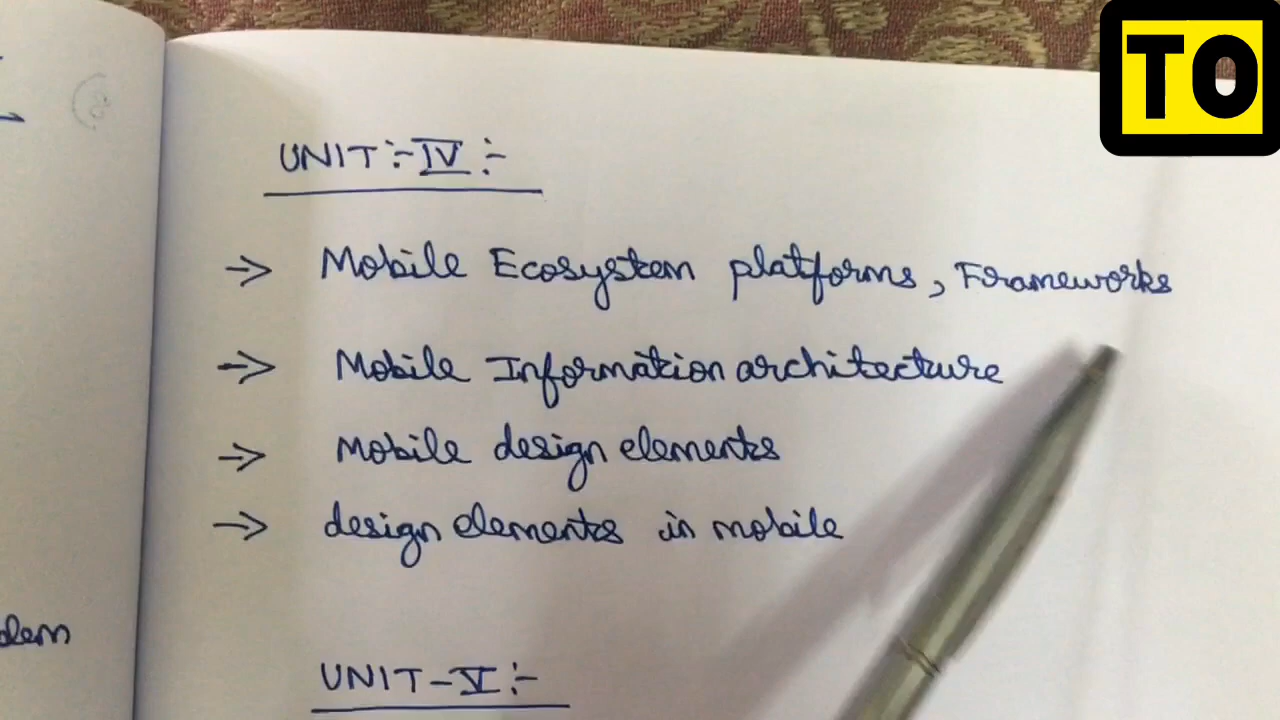 TO
UNIT :- IV :-
→ Mobile Ecosystem platforms, Frameworks
→ Mobile Information architecture
→ Mobile design elements
→ design elements in mobile
UNIT - V :-